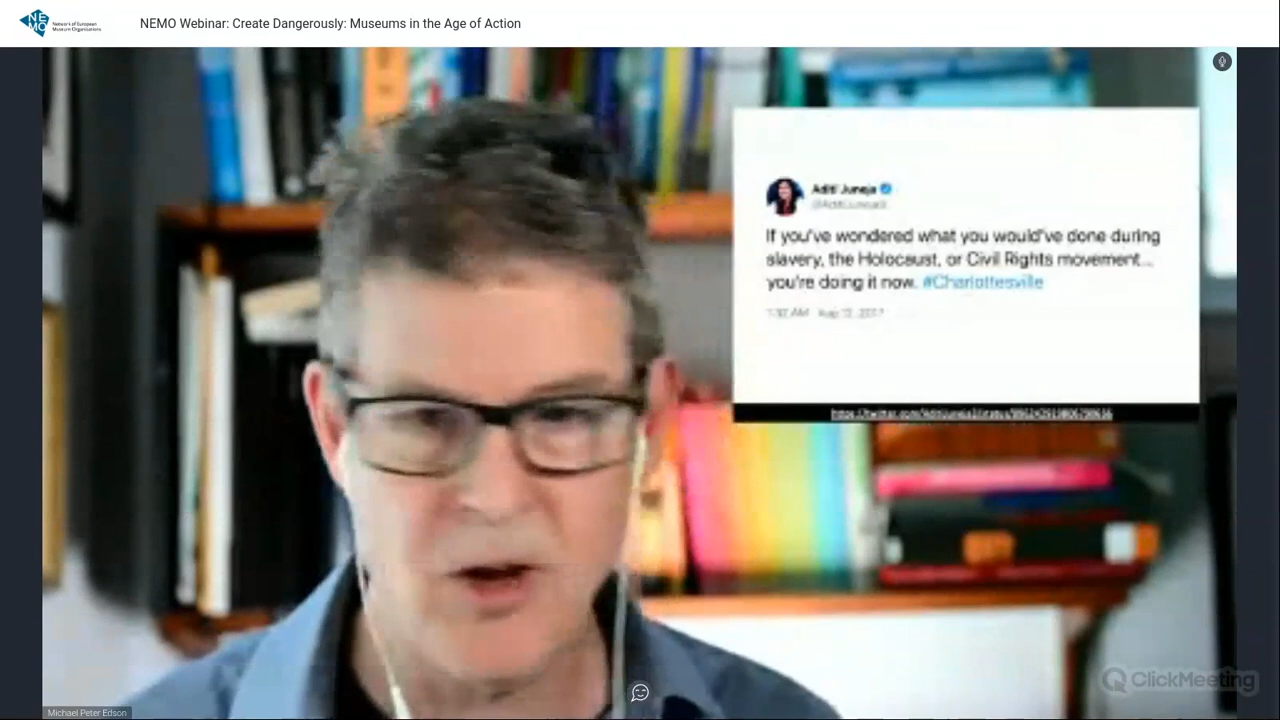 NEMO
Network of European
Museum Organisations
NEMO Webinar: Create Dangerously: Museums in the Age of Action
Aditi Juneja
If you've wondered what you would've done during
slavery, the Holocaust, or Civil Rights movement...
you're doing it now. #Charlottesville
Aug 2017
ClickMeeting
Michael Peter Edson